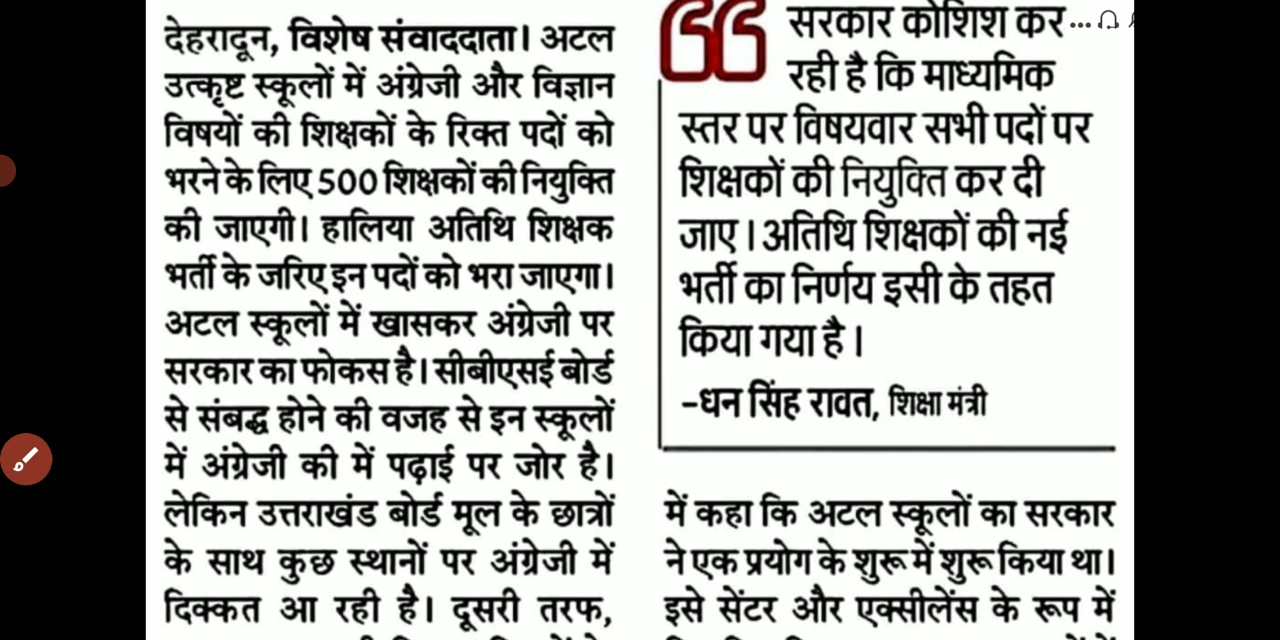 देहरादून, विशेष संवाददाता। अटल
उत्कृष्ट स्कूलों में अंग्रेजी और विज्ञान
विषयों की शिक्षकों के रिक्त पदों को
भरने के लिए 500 शिक्षकों की नियुक्ति
की जाएगी। हालिया अतिथि शिक्षक
भर्ती के जरिए इन पदों को भरा जाएगा।
अटल स्कूलों में खासकर अंग्रेजी पर
सरकार का फोकस है। सीबीएसई बोर्ड
से संबद्ध होने की वजह से इन स्कूलों
में अंग्रेजी की में पढ़ाई पर जोर है।
लेकिन उत्तराखंड बोर्ड मूल के छात्रों
के साथ कुछ स्थानों पर अंग्रेजी में
दिक्कत आ रही है। दूसरी तरफ,
सरकार कोशिश कर
रही है कि माध्यमिक
स्तर पर विषयवार सभी पदों पर
शिक्षकों की नियुक्ति कर दी
जाए। अतिथि शिक्षकों की नई
भर्ती का निर्णय इसी के तहत
किया गया है।
-धन सिंह रावत, शिक्षा मंत्री
में कहा कि अटल स्कूलों का सरकार
ने एक प्रयोग के शुरू में शुरू किया था।
इसे सेंटर और एक्सीलेंस के रूप में